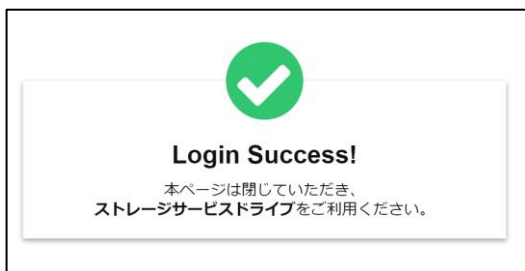 Login Success!
本ページは閉じていただき、
ストレージサービスドライブをご利用ください。